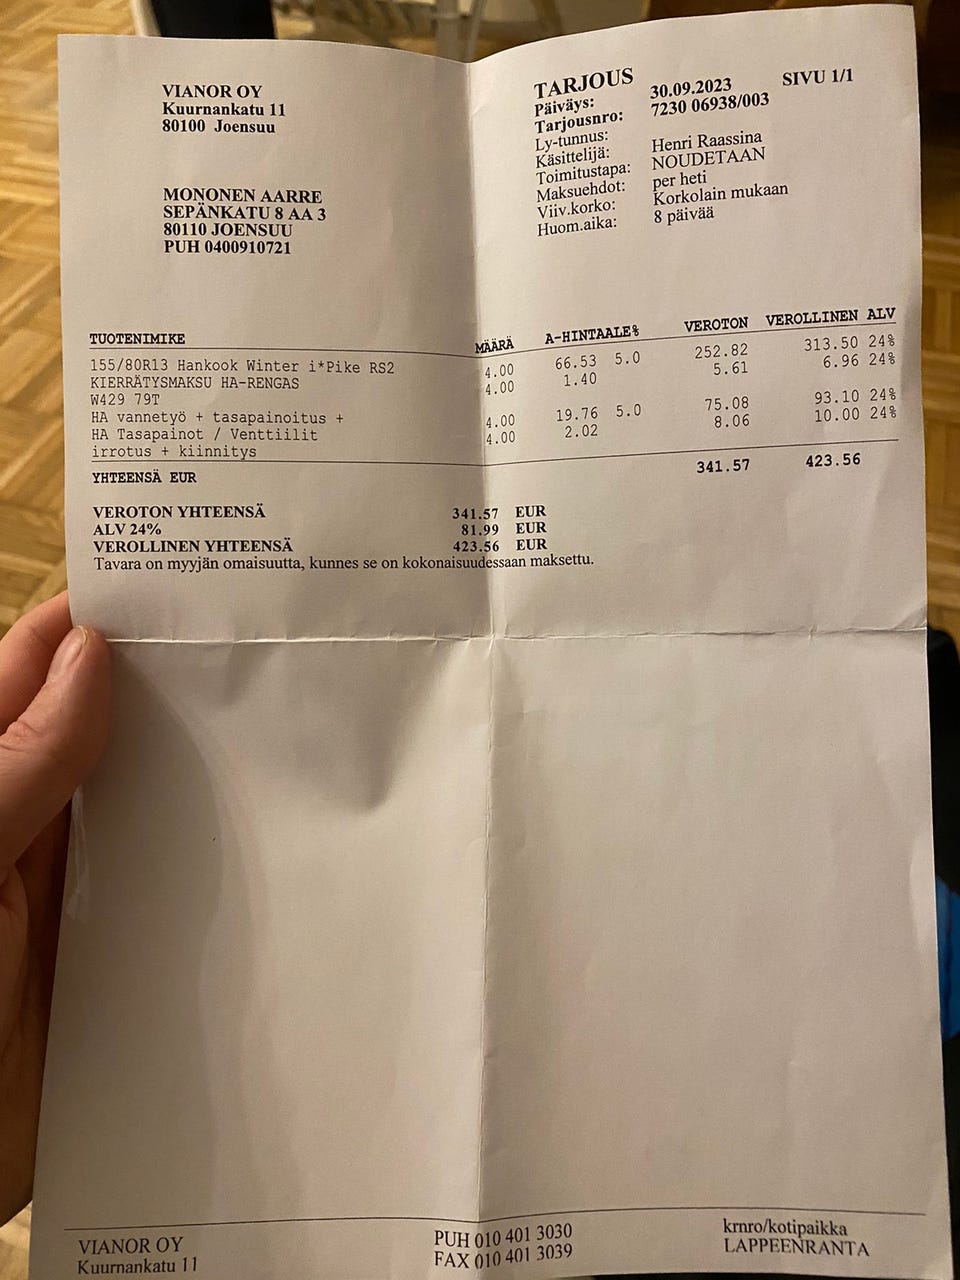 VIANOR OY
Kuurnankatu 11
80100 Joensuu
MONONEN AARRE
SEPÄNKATU 8 AA 3
80110 JOENSUU
PUH 0400910721
TARJOUS SIVU 1/1
Päiväys: 30.09.2023
Tarjousnro: 7230 06938/003
Ly-tunnus:
Käsittelijä: Henri Raassina
Toimitustapa: NOUDETAAN
Maksuehdot: per heti
Viiv.korko: Korkolain mukaan
Huom.aika: 8 päivää
TUOTENIMIKE MÄÄRÄ A-HINTAALE% VEROTON VEROLLINEN ALV
155/80R13 Hankook Winter i*Pike RS2 4.00 66.53 5.0 252.82 313.50 24%
KIERRÄTYSMAKSU HA-RENGAS 4.00 1.40 5.61 6.96 24%
W429 79T
HA vannetyö + tasapainoitus + 4.00 19.76 5.0 75.08 93.10 24%
HA Tasapainot / Venttiilit 4.00 2.02 8.06 10.00 24%
irrotus + kiinnitys
YHTEENSÄ EUR 341.57 423.56
VEROTON YHTEENSÄ 341.57 EUR
ALV 24% 81.99 EUR
VEROLLINEN YHTEENSÄ 423.56 EUR
Tavara on myyjän omaisuutta, kunnes se on kokonaisuudessaan maksettu.
VIANOR OY PUH 010 401 3030 krnro/kotipaikka
Kuurnankatu 11 FAX 010 401 3039 LAPPEENRANTA